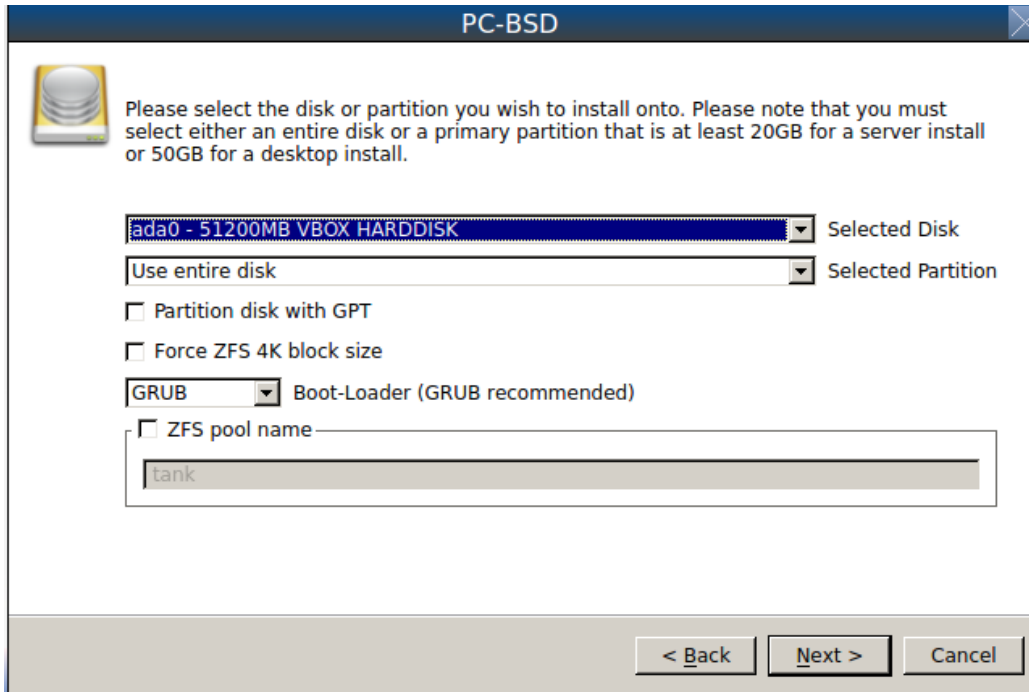 PC-BSD
Please select the disk or partition you wish to install onto. Please note that you must
select either an entire disk or a primary partition that is at least 20GB for a server install
or 50GB for a desktop install.
ada0 - 51200MB VBOX HARDDISK Selected Disk
Use entire disk Selected Partition
Partition disk with GPT
Force ZFS 4K block size
GRUB Boot-Loader (GRUB recommended)
ZFS pool name
tank
< Back Next > Cancel